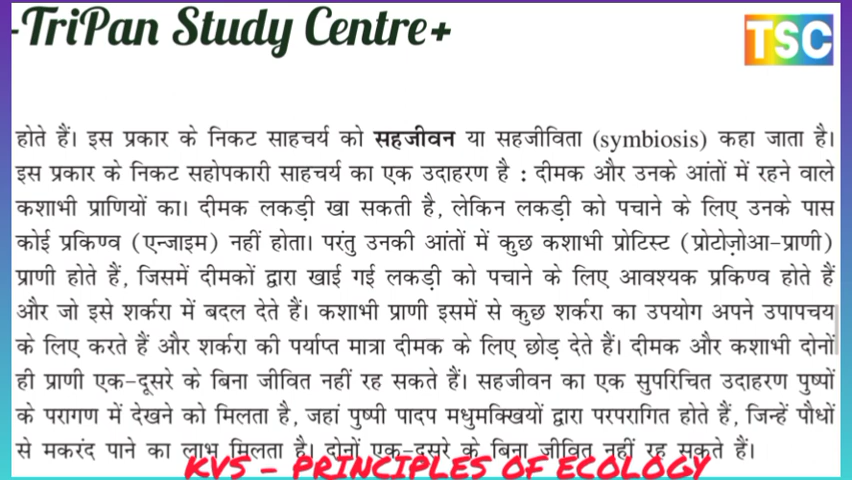 -TriPan Study Centre+
TSC
होते हैं। इस प्रकार के निकट साहचर्य को सहजीवन या सहजीविता (symbiosis) कहा जाता है।
इस प्रकार के निकट सहोपकारी साहचर्य का एक उदाहरण है : दीमक और उनके आंतों में रहने वाले
कशाभी प्राणियों का। दीमक लकड़ी खा सकती है, लेकिन लकड़ी को पचाने के लिए उनके पास
कोई प्रकिण्व (एन्जाइम) नहीं होता। परंतु उनकी आंतों में कुछ कशाभी प्रोटिस्ट (प्रोटोज़ोआ-प्राणी)
प्राणी होते हैं, जिसमें दीमकों द्वारा खाई गई लकड़ी को पचाने के लिए आवश्यक प्रकिण्व होते हैं
और जो इसे शर्करा में बदल देते हैं। कशाभी प्राणी इसमें से कुछ शर्करा का उपयोग अपने उपापचय
के लिए करते हैं और शर्करा की पर्याप्त मात्रा दीमक के लिए छोड़ देते हैं। दीमक और कशाभी दोनों
ही प्राणी एक-दूसरे के बिना जीवित नहीं रह सकते हैं। सहजीवन का एक सुपरिचित उदाहरण पुष्पों
के परागण में देखने को मिलता है, जहां पुष्पी पादप मधुमक्खियों द्वारा परपरागित होते हैं, जिन्हें पौधों
से मकरंद पाने का लाभ मिलता है। दोनों एक-दूसरे के बिना जीवित नहीं रह सकते हैं।
KVS - PRINCIPLES OF ECOLOGY